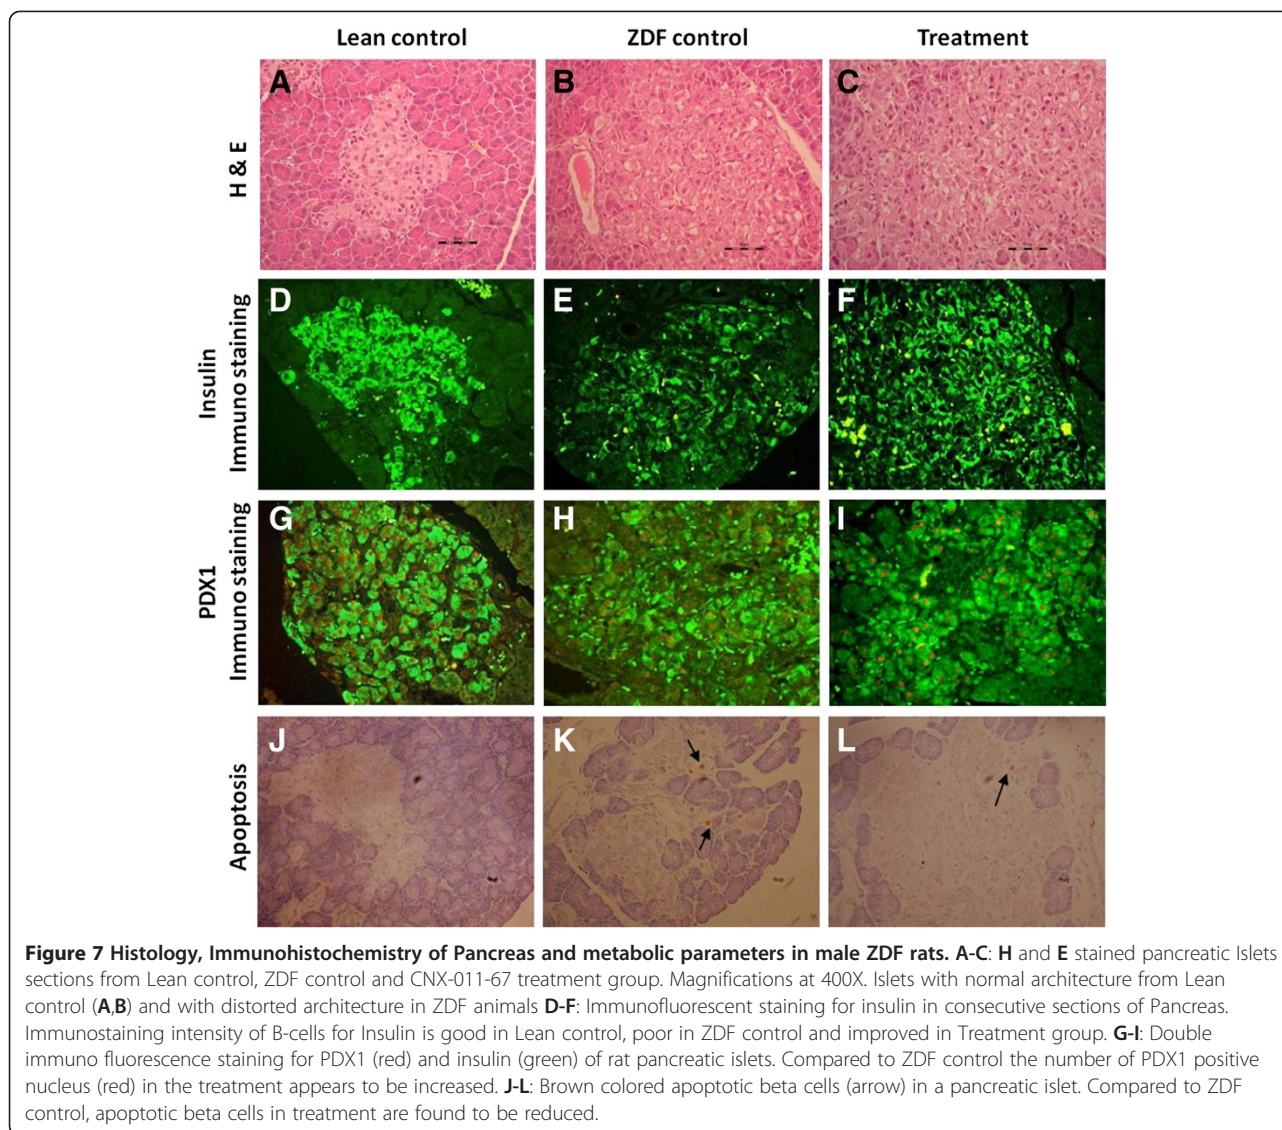 Lean control ZDF control Treatment
H & E
A B C
Insulin
Immuno staining
D E F
PDX1
Immuno staining
G H I
Apoptosis
J K L
Figure 7 Histology, Immunohistochemistry of Pancreas and metabolic parameters in male ZDF rats. A-C: H and E stained pancreatic Islets
sections from Lean control, ZDF control and CNX-011-67 treatment group. Magnifications at 400X. Islets with normal architecture from Lean
control (A,B) and with distorted architecture in ZDF animals D-F: Immunofluorescent staining for insulin in consecutive sections of Pancreas.
Immunostaining intensity of B-cells for Insulin is good in Lean control, poor in ZDF control and improved in Treatment group. G-I: Double
immuno fluorescence staining for PDX1 (red) and insulin (green) of rat pancreatic islets. Compared to ZDF control the number of PDX1 positive
nucleus (red) in the treatment appears to be increased. J-L: Brown colored apoptotic beta cells (arrow) in a pancreatic islet. Compared to ZDF
control, apoptotic beta cells in treatment are found to be reduced.